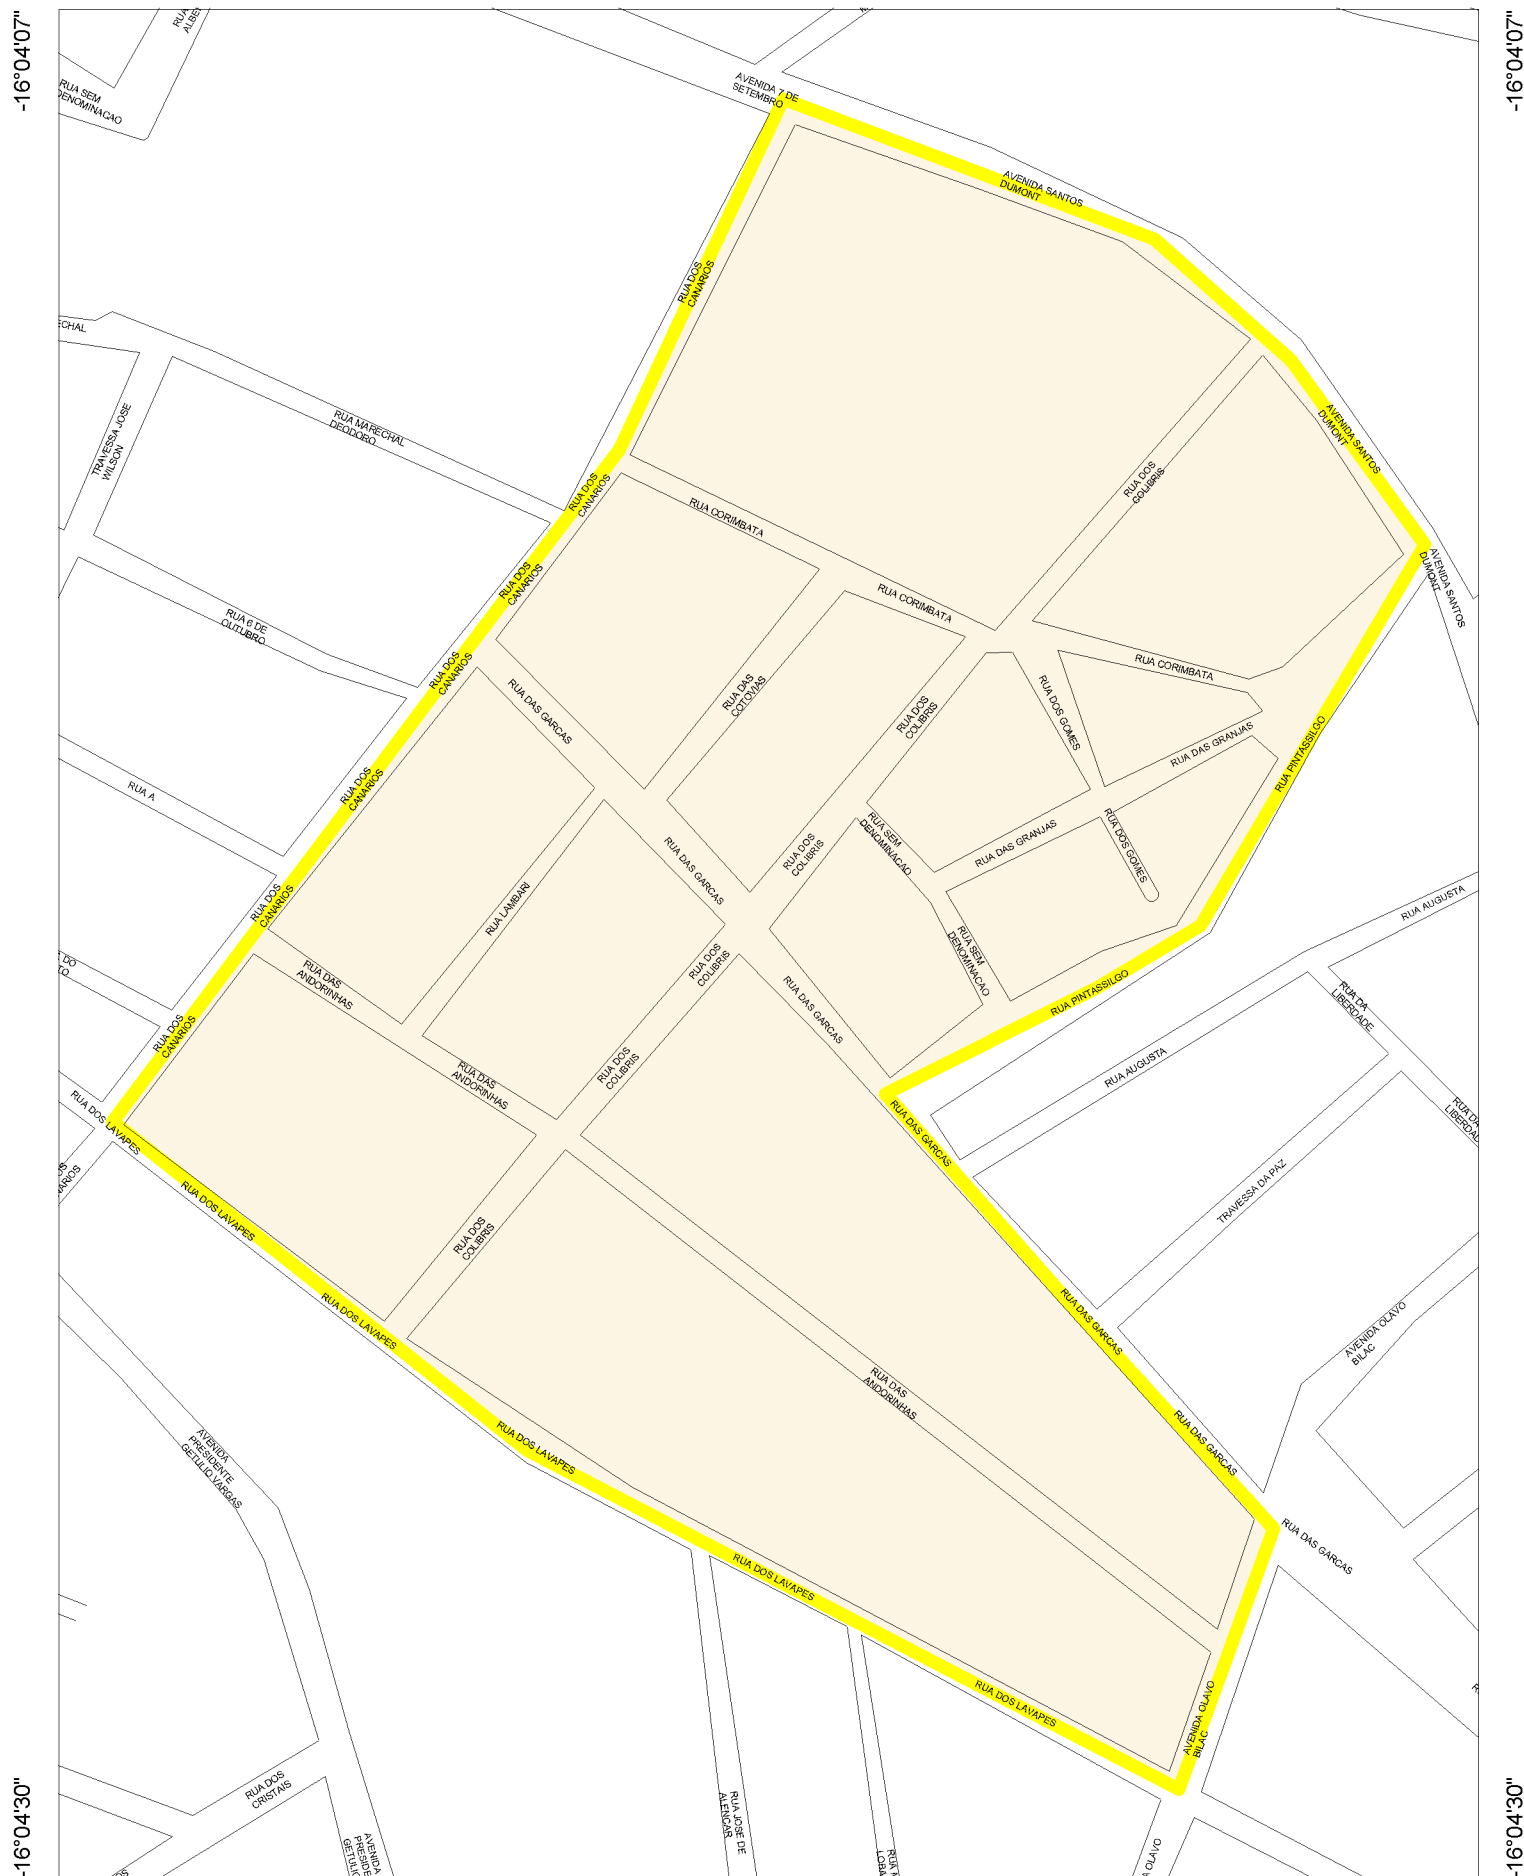 -16°04'07"
-16°04'07"
RUA SEM
DENOMINACAO
AVENIDA 7 DE
SETEMBRO
AVENIDA SANTOS
DUMONT
RUA DOS
CANARIOS
RUA MARECHAL
DEODORO
TRAVESSA JOSE
WILSON
AVENIDA SANTOS
DUMONT
RUA DOS
COLIBRIS
RUA DOS
CANARIOS
RUA CORIMBATA
AVENIDA SANTOS
DUMONT
RUA DOS
CANARIOS
RUA CORIMBATA
RUA 6 DE
OUTUBRO
RUA DOS
CANARIOS
RUA CORIMBATA
RUA DAS GARCAS
RUA DAS
COTOVIAS
RUA DOS
COLIBRIS
RUA DOS GOMES
RUA DAS GRANJAS
RUA PINTASSILGO
RUA A
RUA DOS
CANARIOS
RUA SEM
DENOMINACAO
RUA DAS GRANJAS
RUA DOS GOMES
RUA DOS
COLIBRIS
RUA DAS GARCAS
RUA LAMBARI
RUA DOS
CANARIOS
RUA AUGUSTA
RUA SEM
DENOMINACAO
RUA DOS
COLIBRIS
RUA DAS
ANDORINHAS
RUA DAS GARCAS
RUA PINTASSILGO
RUA DA
LIBERDADE
RUA DOS
CANARIOS
RUA DOS
COLIBRIS
RUA DAS
ANDORINHAS
RUA AUGUSTA
RUA DOS LAVAPES
RUA DAS GARCAS
RUA DOS LAVAPES
TRAVESSA DA PAZ
RUA DOS
COLIBRIS
RUA DOS LAVAPES
RUA DAS GARCAS
AVENIDA OLAVO
BILAC
RUA DAS
ANDORINHAS
RUA DOS LAVAPES
RUA DAS GARCAS
AVENIDA
PRESIDENTE
GETULIO VARGAS
RUA DAS GARCAS
RUA DOS LAVAPES
RUA DOS LAVAPES
AVENIDA OLAVO
BILAC
RUA DOS
CRISTAIS
RUA JOSE DE
ALENCAR
-16°04'30"
-16°04'30"